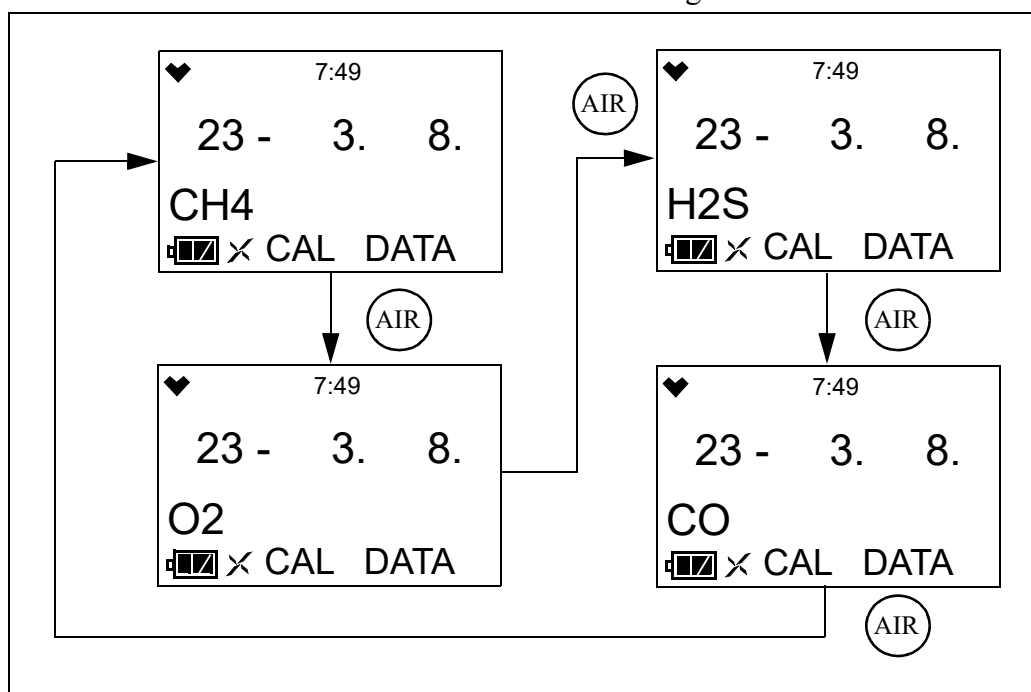 7:49
23 - 3. 8.
CH4
CAL DATA
AIR
7:49
23 - 3. 8.
O2
CAL DATA
AIR
7:49
23 - 3. 8.
H2S
CAL DATA
AIR
7:49
23 - 3. 8.
CO
CAL DATA
AIR